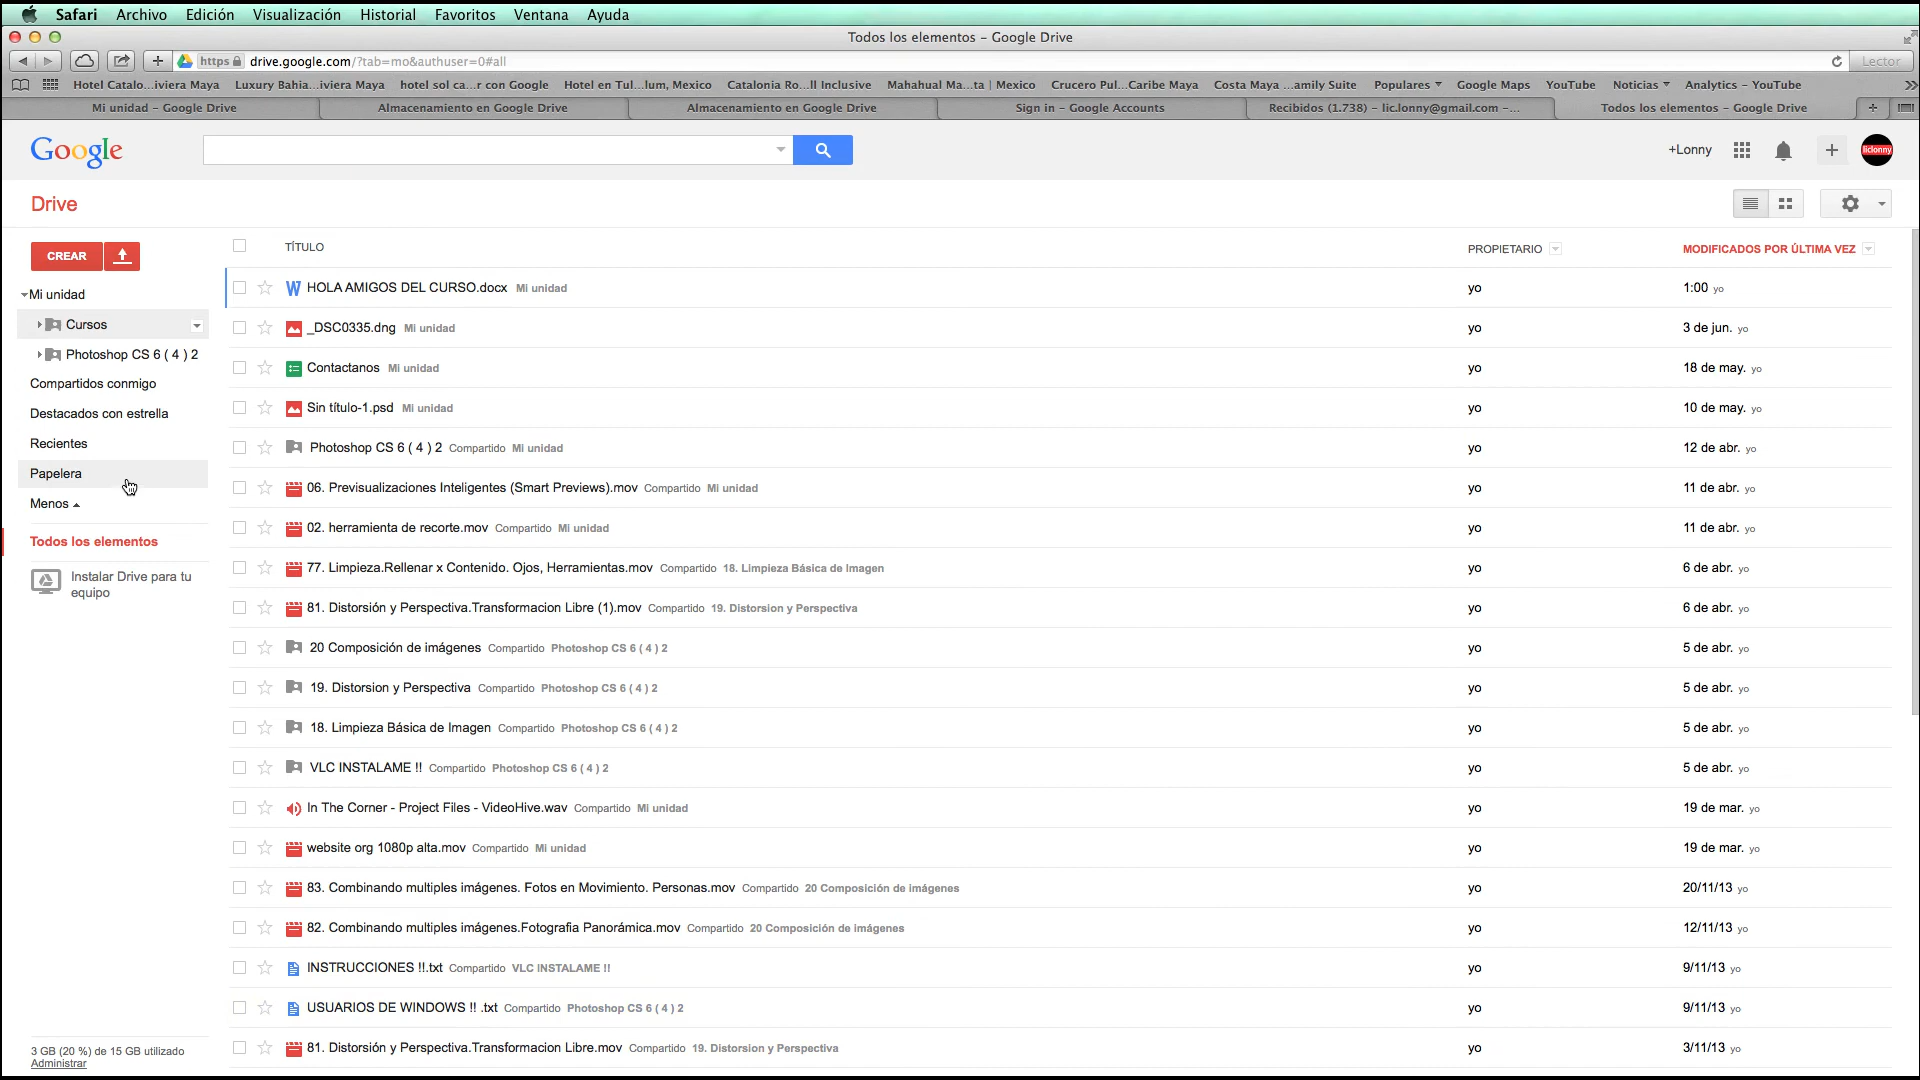 Safari Archivo Edición Visualización Historial Favoritos Ventana Ayuda
Todos los elementos – Google Drive
https drive.google.com/?tab=mo&authuser=0#all Lector
Hotel Catalo...iviera Maya Luxury Bahia...iviera Maya hotel sol ca...r con Google Hotel en Tul...lum, Mexico Catalonia Ro...ll Inclusive Mahahual Ma...ta | Mexico Crucero Pul...Caribe Maya Costa Maya ...amily Suite Populares Google Maps YouTube Noticias Analytics – YouTube
Mi unidad – Google Drive Almacenamiento en Google Drive Almacenamiento en Google Drive Sign in – Google Accounts Recibidos (1.738) – lic.lonny@gmail.com –... Todos los elementos – Google Drive
Google +Lonny liclonny
Drive
CREAR
Mi unidad
Cursos
Photoshop CS 6 ( 4 ) 2
Compartidos conmigo
Destacados con estrella
Recientes
Papelera
Menos
Todos los elementos
Instalar Drive para tu
equipo
3 GB (20 %) de 15 GB utilizado
Administrar
TÍTULO PROPIETARIO MODIFICADOS POR ÚLTIMA VEZ
HOLA AMIGOS DEL CURSO.docx Mi unidad yo 1:00 yo
_DSC0335.dng Mi unidad yo 3 de jun. yo
Contactanos Mi unidad yo 18 de may. yo
Sin título-1.psd Mi unidad yo 10 de may. yo
Photoshop CS 6 ( 4 ) 2 Compartido Mi unidad yo 12 de abr. yo
06. Previsualizaciones Inteligentes (Smart Previews).mov Compartido Mi unidad yo 11 de abr. yo
02. herramienta de recorte.mov Compartido Mi unidad yo 11 de abr. yo
77. Limpieza.Rellenar x Contenido. Ojos, Herramientas.mov Compartido 18. Limpieza Básica de Imagen yo 6 de abr. yo
81. Distorsión y Perspectiva.Transformacion Libre (1).mov Compartido 19. Distorsion y Perspectiva yo 6 de abr. yo
20 Composición de imágenes Compartido Photoshop CS 6 ( 4 ) 2 yo 5 de abr. yo
19. Distorsion y Perspectiva Compartido Photoshop CS 6 ( 4 ) 2 yo 5 de abr. yo
18. Limpieza Básica de Imagen Compartido Photoshop CS 6 ( 4 ) 2 yo 5 de abr. yo
VLC INSTALAME !! Compartido Photoshop CS 6 ( 4 ) 2 yo 5 de abr. yo
In The Corner - Project Files - VideoHive.wav Compartido Mi unidad yo 19 de mar. yo
website org 1080p alta.mov Compartido Mi unidad yo 19 de mar. yo
83. Combinando multiples imágenes. Fotos en Movimiento. Personas.mov Compartido 20 Composición de imágenes yo 20/11/13 yo
82. Combinando multiples imágenes.Fotografia Panorámica.mov Compartido 20 Composición de imágenes yo 12/11/13 yo
INSTRUCCIONES !!.txt Compartido VLC INSTALAME !! yo 9/11/13 yo
USUARIOS DE WINDOWS !! .txt Compartido Photoshop CS 6 ( 4 ) 2 yo 9/11/13 yo
81. Distorsión y Perspectiva.Transformacion Libre.mov Compartido 19. Distorsion y Perspectiva yo 3/11/13 yo